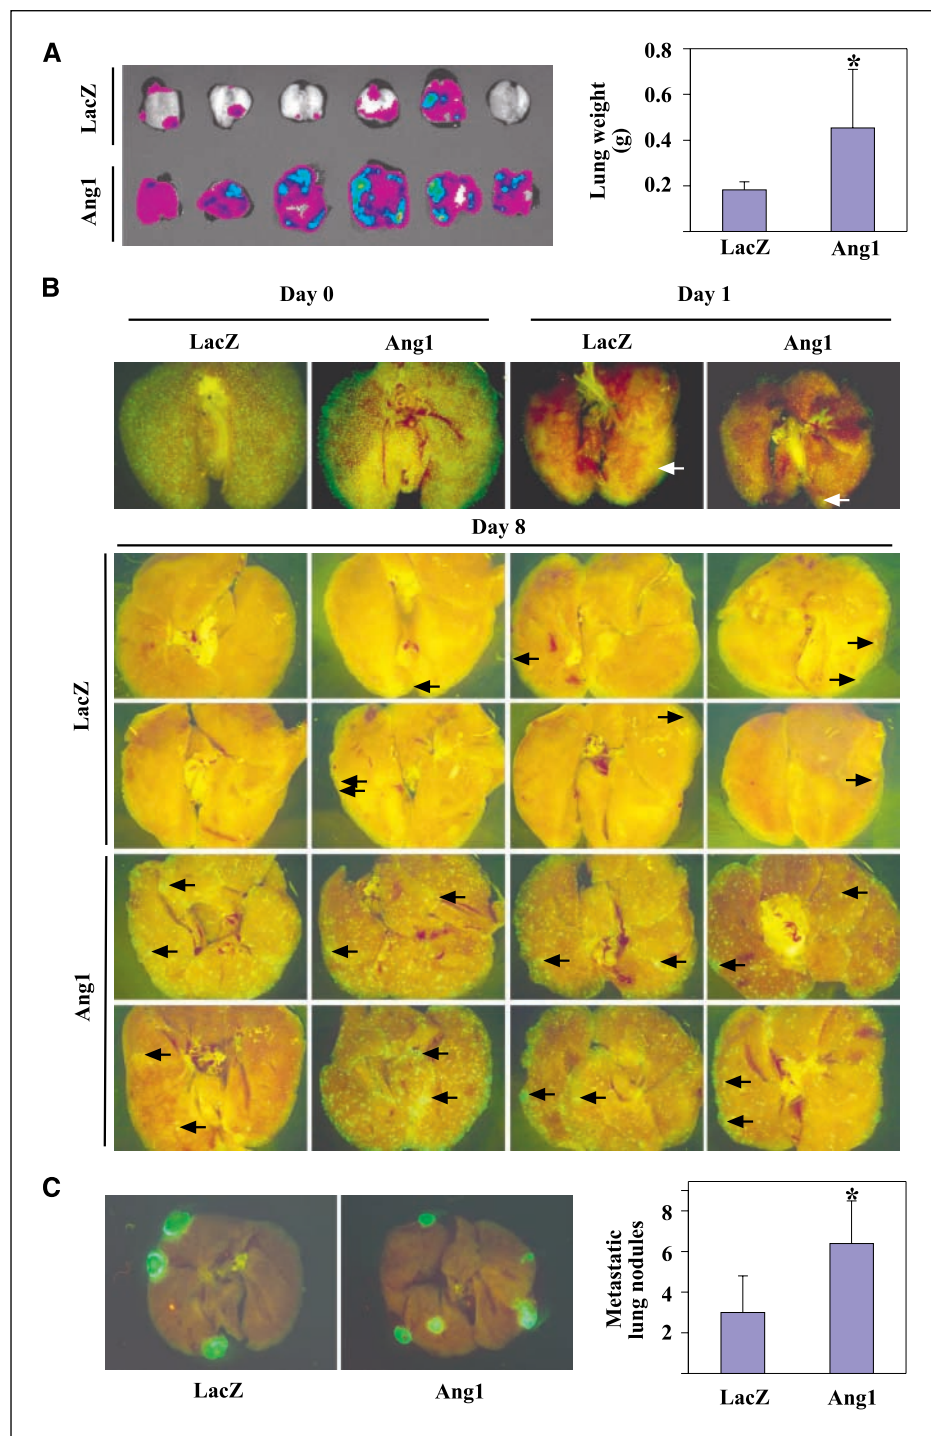 A
LacZ
Ang1
Lung weight
(g)
0.8
0.6
0.4
0.2
*
LacZ
Ang1
B
Day 0
Day 1
LacZ
Ang1
LacZ
Ang1
Day 8
LacZ
Ang1
C
LacZ
Ang1
Metastatic
lung nodules
8
6
4
2
*
LacZ
Ang1